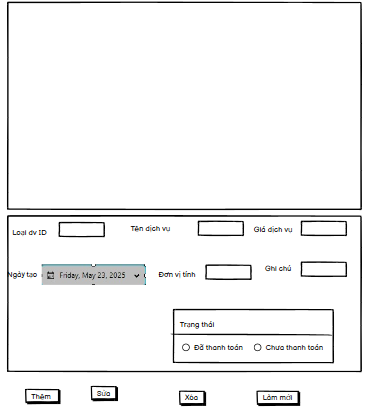 Loại dv ID
Tên dịch vụ
Giá dịch vụ
Ngày tạo
Friday, May 23, 2025
Đơn vị tính
Ghi chú
Trạng thái
Đã thanh toán
Chưa thanh toán
Thêm
Sửa
Xóa
Làm mới